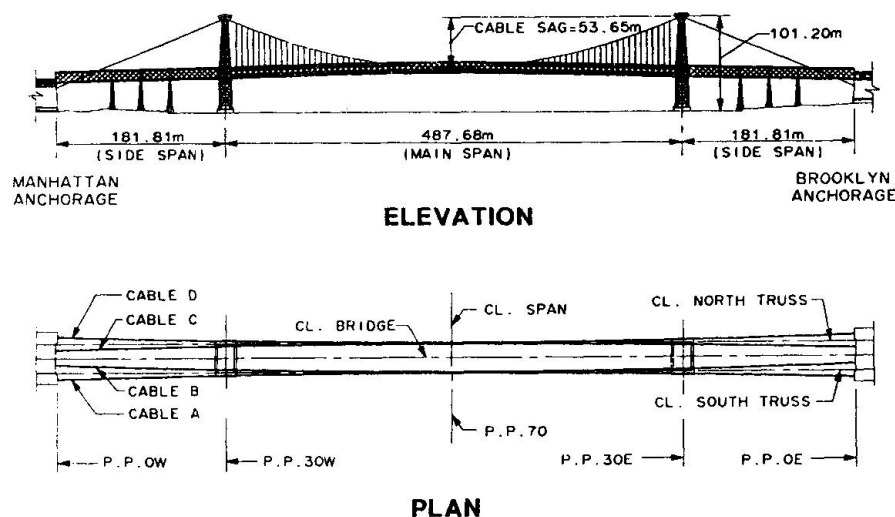 CABLE SAG=53.65m
101.20m
181.81m
(SIDE SPAN)
487.68m
(MAIN SPAN)
181.81m
(SIDE SPAN)
MANHATTAN
ANCHORAGE
BROOKLYN
ANCHORAGE
ELEVATION
CABLE D
CABLE C
CL. BRIDGE
CL. SPAN
CL. NORTH TRUSS
CABLE B
CABLE A
CL. SOUTH TRUSS
P.P.70
P.P.0W
P.P.30W
P.P.30E
P.P.0E
PLAN